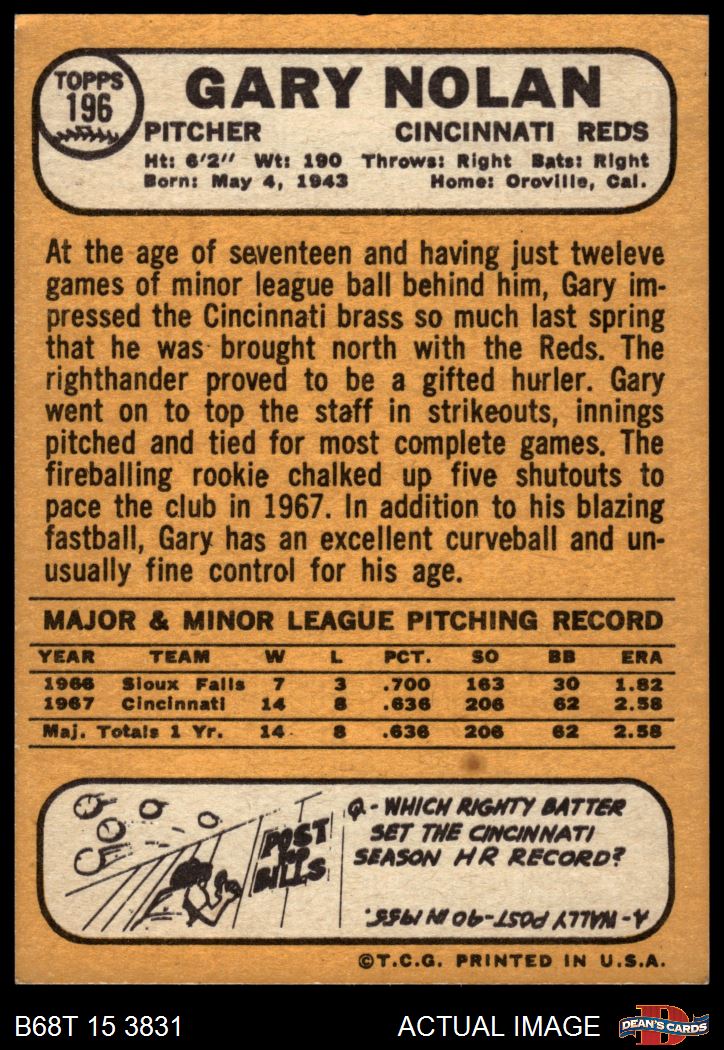 TOPPS
196
GARY NOLAN
PITCHER CINCINNATI REDS
Ht: 6'2" Wt: 190 Throws: Right Bats: Right
Born: May 4, 1943 Home: Oroville, Cal.
At the age of seventeen and having just tweleve
games of minor league ball behind him, Gary im-
pressed the Cincinnati brass so much last spring
that he was brought north with the Reds. The
righthander proved to be a gifted hurler. Gary
went on to top the staff in strikeouts, innings
pitched and tied for most complete games. The
fireballing rookie chalked up five shutouts to
pace the club in 1967. In addition to his blazing
fastball, Gary has an excellent curveball and un-
usually fine control for his age.
MAJOR & MINOR LEAGUE PITCHING RECORD
YEAR TEAM W L PCT. SO BB ERA
1966 Sioux Falls 7 3 .700 163 30 1.82
1967 Cincinnati 14 8 .636 206 62 2.58
Maj. Totals 1 Yr. 14 8 .636 206 62 2.58
POST
NO
BILLS
Q- WHICH RIGHTY BATTER
SET THE CINCINNATI
SEASON HR RECORD?
A- WALLY POST-40 IN 1955.
©T.C.G. PRINTED IN U.S.A.
B68T 15 3831 ACTUAL IMAGE
D
DEAN'S CARDS